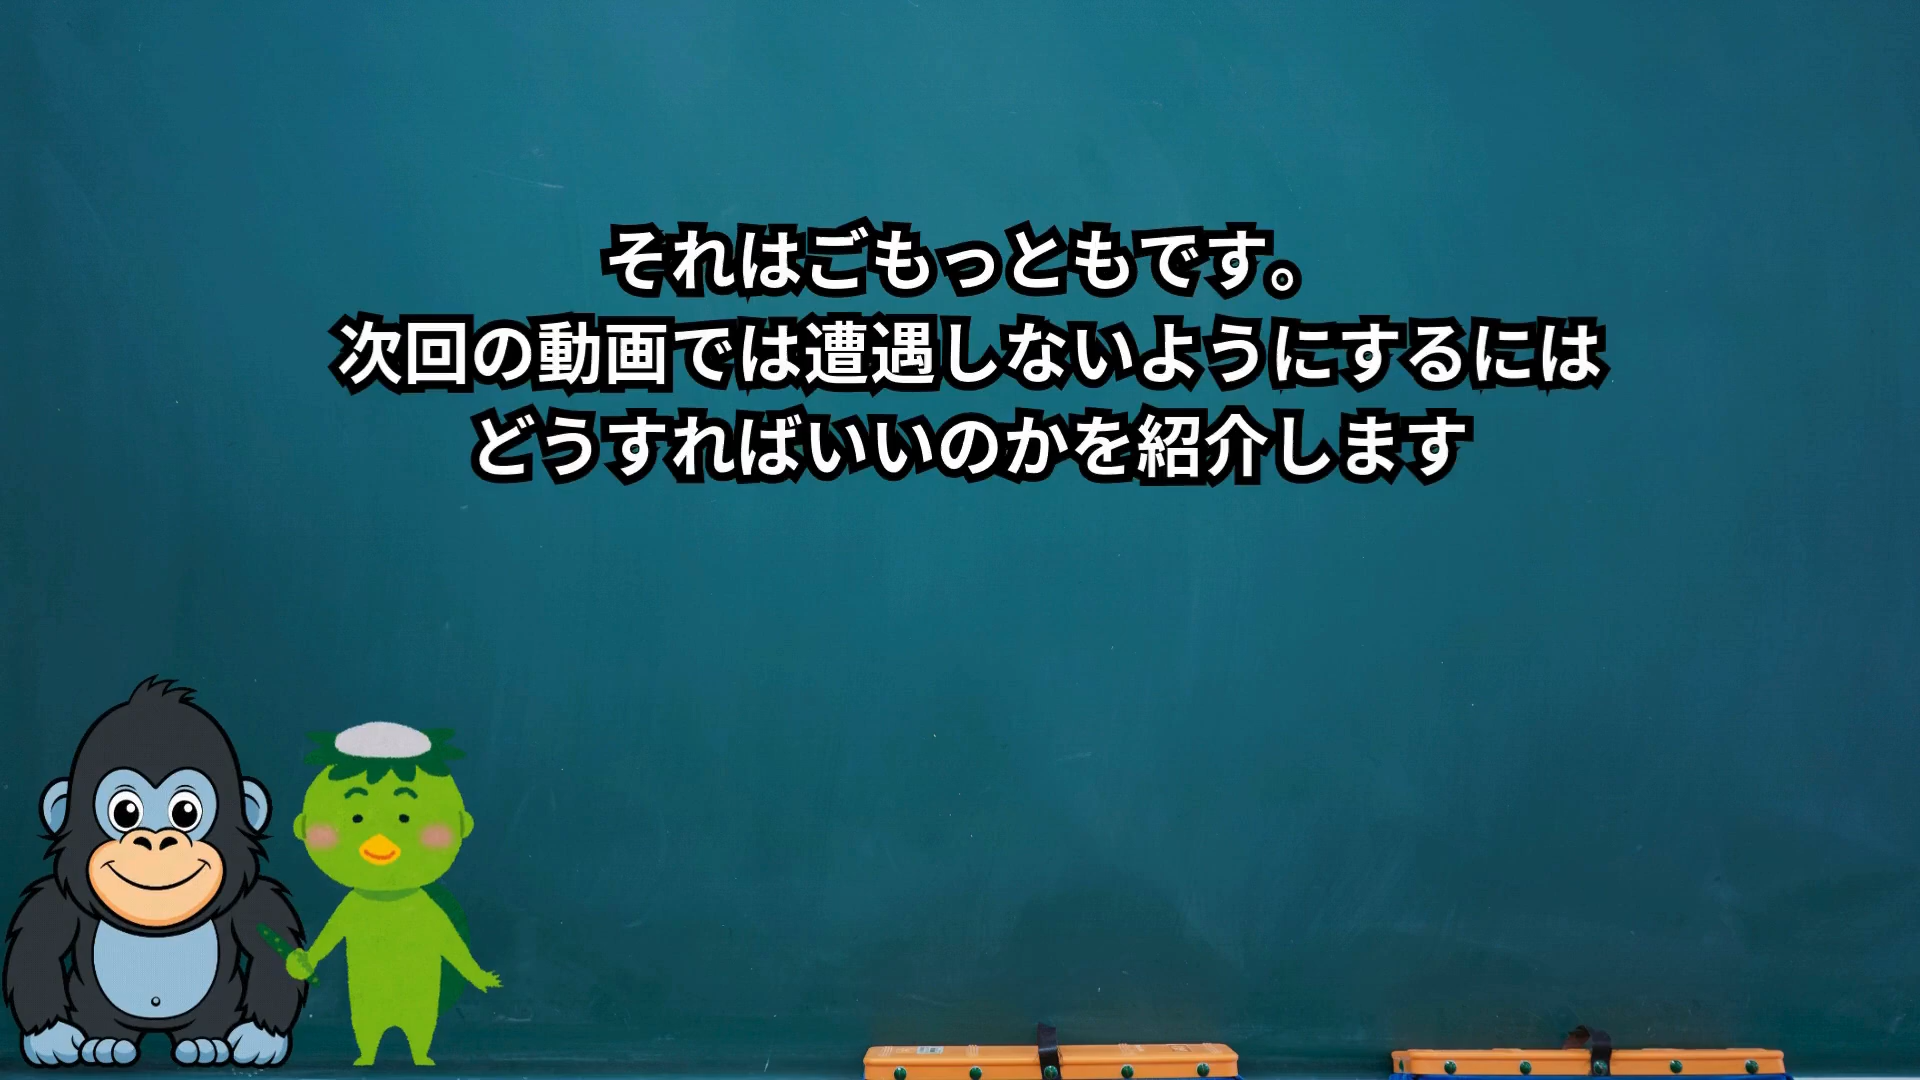 それはごもっともです。
次回の動画では遭遇しないようにするには
どうすればいいのかを紹介します